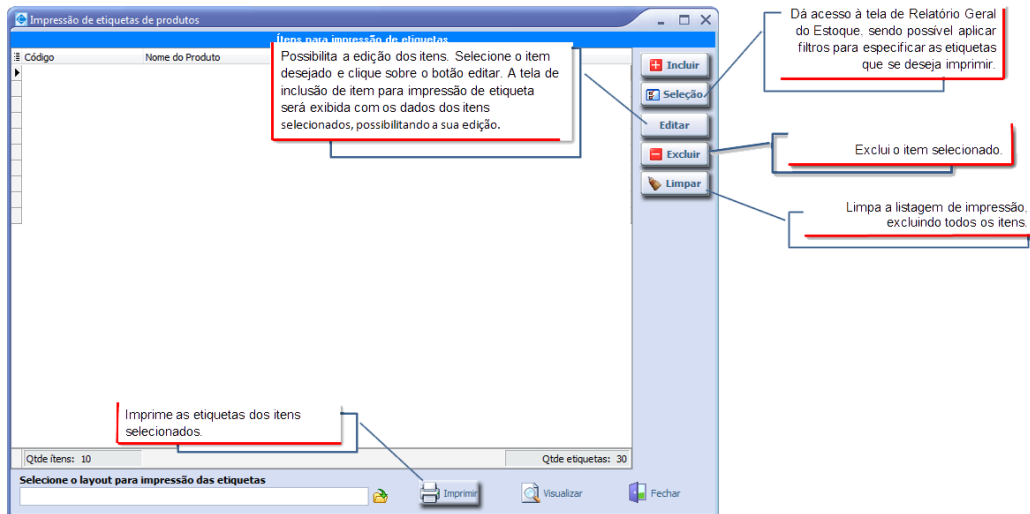 Impressão de etiquetas de produtos
Ítens para impressão de etiquetas
Código
Nome do Produto
Possibilita a edição dos itens. Selecione o item
desejado e clique sobre o botão editar. A tela de
inclusão de item para impressão de etiqueta
será exibida com os dados dos itens
selecionados, possibilitando a sua edição.
Incluir
Seleção
Editar
Excluir
Limpar
Dá acesso à tela de Relatório Geral
do Estoque, sendo possível aplicar
filtros para especificar as etiquetas
que se deseja imprimir.
Exclui o item selecionado.
Limpa a listagem de impressão,
excluindo todos os itens.
Imprime as etiquetas dos itens
selecionados.
Qtde ítens: 10
Qtde etiquetas: 30
Selecione o layout para impressão das etiquetas
Imprimir
Visualizar
Fechar